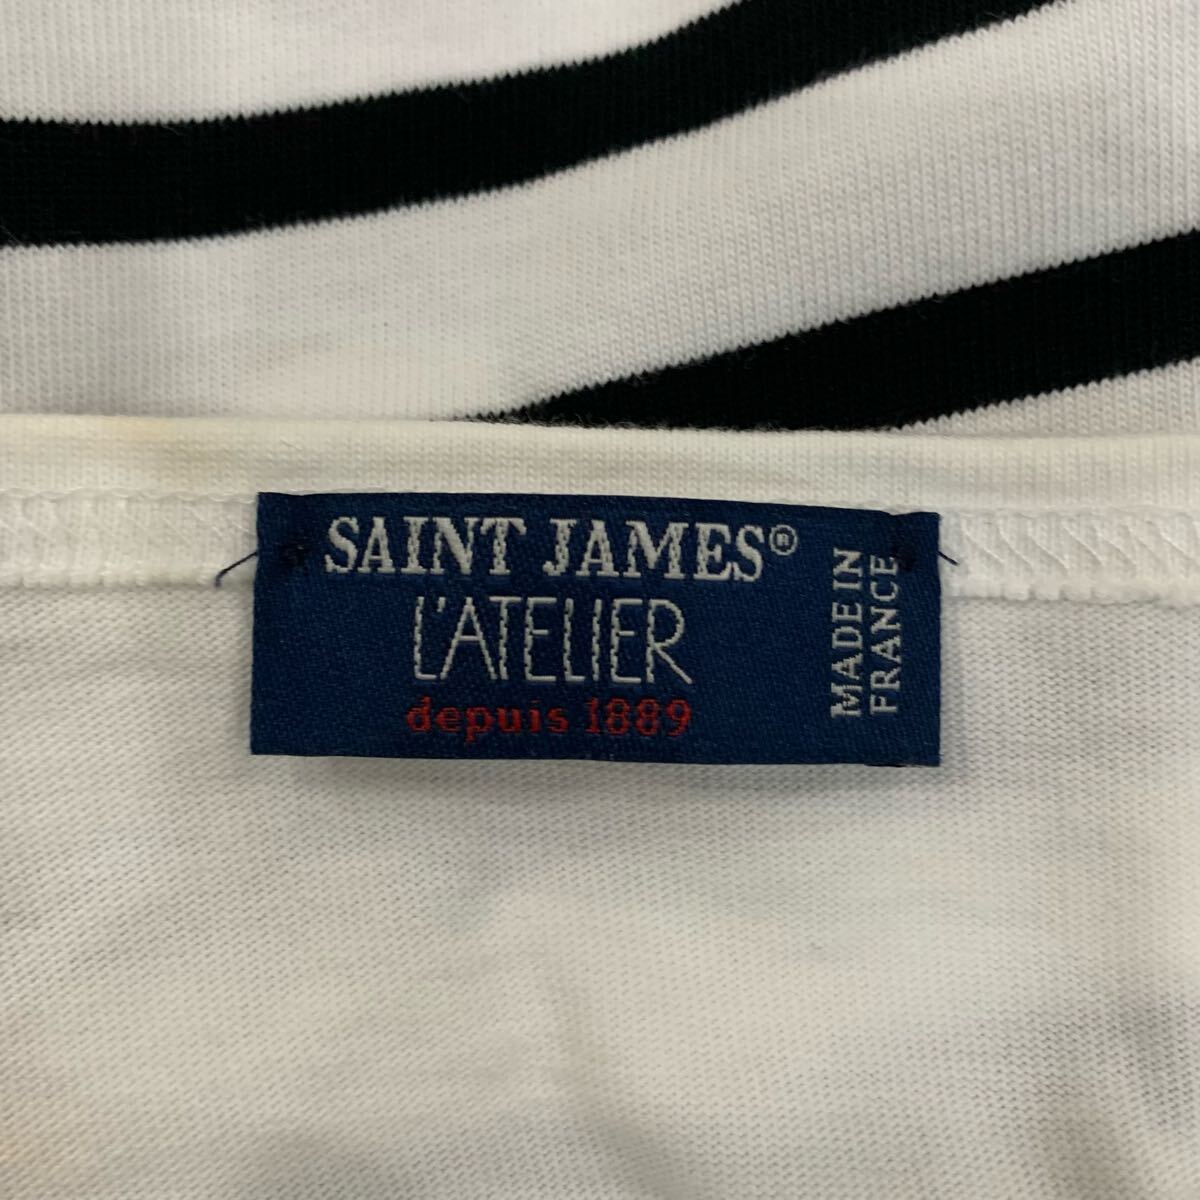 SAINT JAMES®
L'ATELIER
depuis 1889
MADE IN
FRANCE